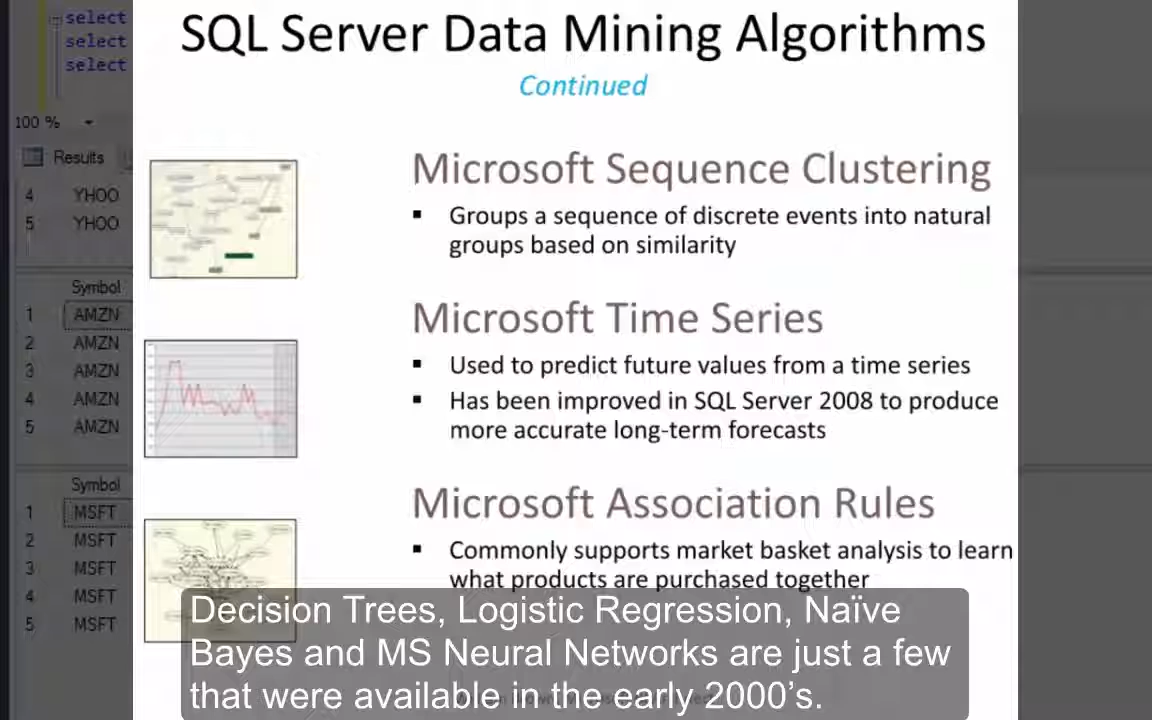 select
select
select
100 %
Results
4 YHOO
5 YHOO
Symbol
1 AMZN
2 AMZN
3 AMZN
4 AMZN
5 AMZN
Symbol
1 MSFT
2 MSFT
3 MSFT
4 MSFT
5 MSFT
SQL Server Data Mining Algorithms
Continued
Microsoft Sequence Clustering
▪ Groups a sequence of discrete events into natural
groups based on similarity
Microsoft Time Series
▪ Used to predict future values from a time series
▪ Has been improved in SQL Server 2008 to produce
more accurate long-term forecasts
Microsoft Association Rules
▪ Commonly supports market basket analysis to learn
what products are purchased together
Decision Trees, Logistic Regression, Naïve
Bayes and MS Neural Networks are just a few
that were available in the early 2000’s.